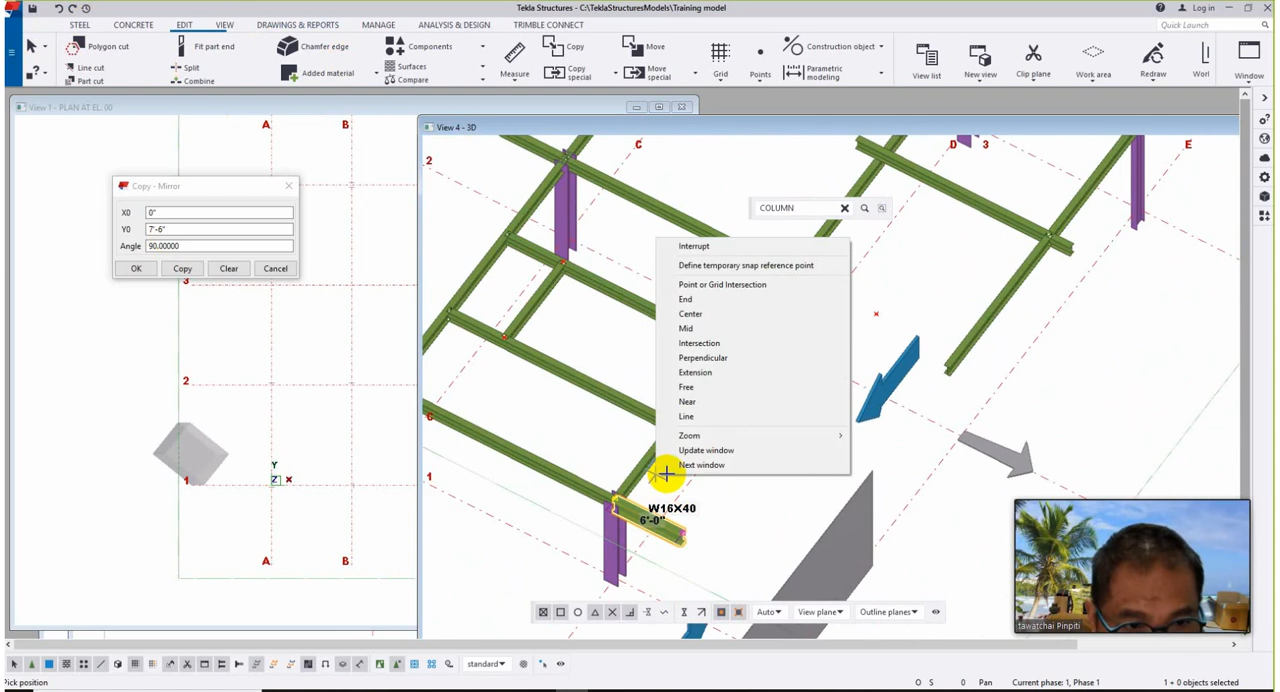 Tekla Structures - C:\TeklaStructuresModels\Training model
Log in
STEEL CONCRETE EDIT VIEW DRAWINGS & REPORTS MANAGE ANALYSIS & DESIGN TRIMBLE CONNECT
Quick Launch
Polygon cut
Line cut
Part cut
Fit part end
Split
Combine
Chamfer edge
Added material
Components
Surfaces
Compare
Measure
Copy
Copy special
Move
Move special
Grid
Points
Construction object
Parametric modeling
View list
New view
Clip plane
Work area
Redraw
Worl
Window
View 1 - PLAN AT EL. 00
A
B
3
2
1
Y
Z
A
B
Copy - Mirror
X0 0"
Y0 7'-6"
Angle 90.00000
OK Copy Clear Cancel
View 4 - 3D
2
C
D 3
E
6
1
COLUMN
Interrupt
Define temporary snap reference point
Point or Grid Intersection
End
Center
Mid
Intersection
Perpendicular
Extension
Free
Near
Line
Zoom
Update window
Next window
W16X40
6'-0"
Auto View plane Outline planes
tawatchai Pinpiti
standard
Pick position
O S 0 Pan Current phase: 1, Phase 1 1 + 0 objects selected